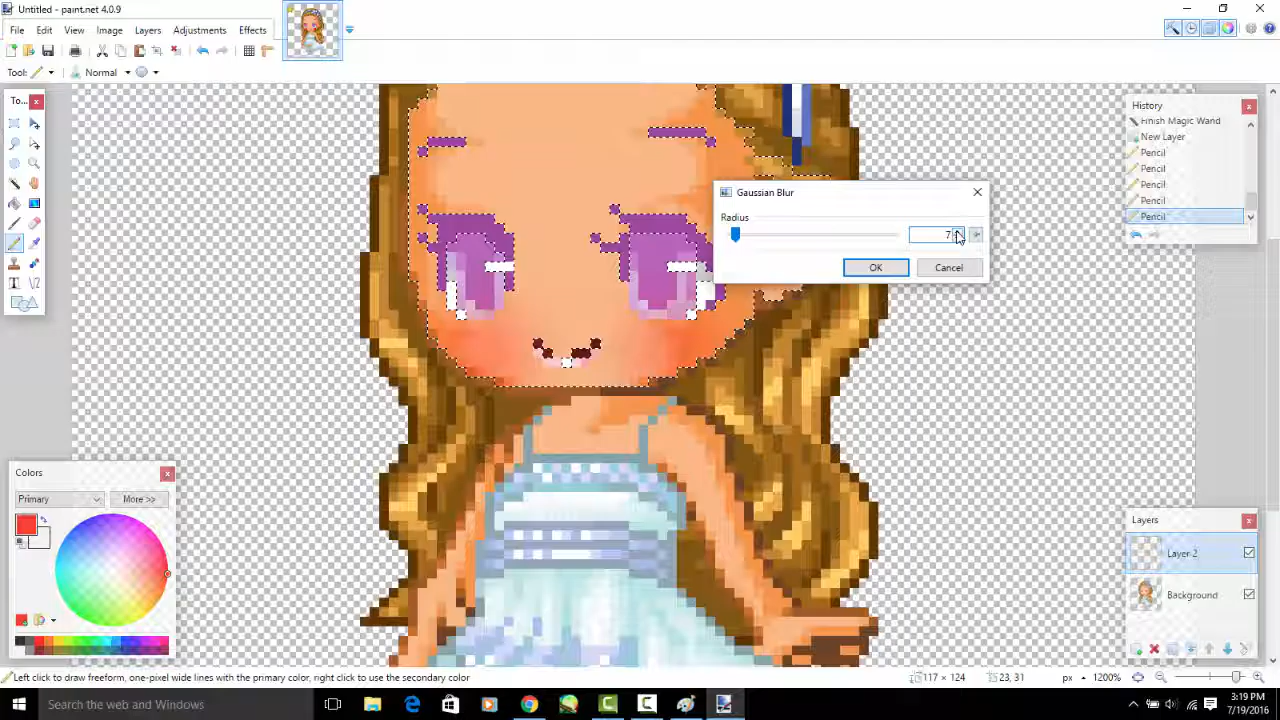 Untitled - paint.net 4.0.9
File Edit View Image Layers Adjustments Effects
Tool: Normal
To...
History
Finish Magic Wand
New Layer
Pencil
Pencil
Pencil
Pencil
Pencil
Gaussian Blur
Radius
7
OK Cancel
Colors
Primary More >>
Layers
Layer 2
Background
Left click to draw freeform, one-pixel wide lines with the primary color, right click to use the secondary color
117 × 124 23, 31 px 1200%
Search the web and Windows
3:19 PM
7/19/2016